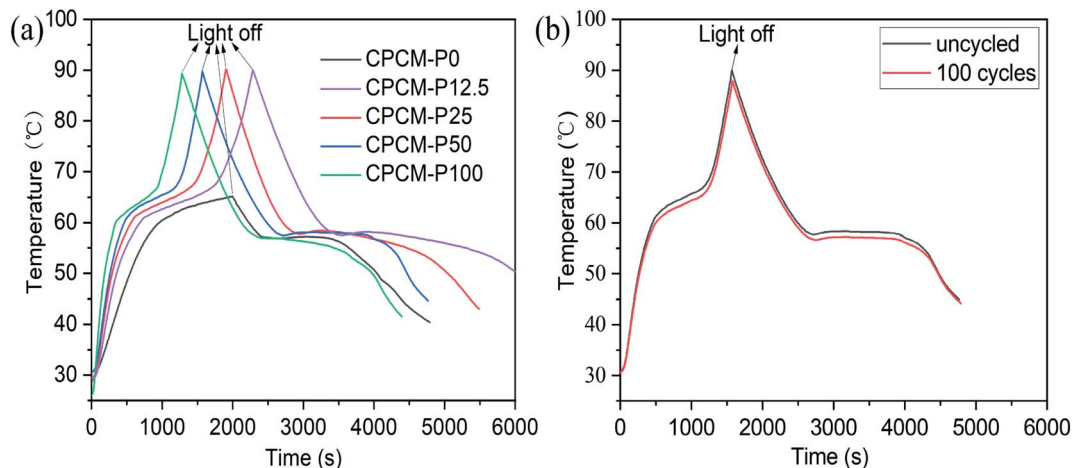 (a)
Light off
CPCM-P0
CPCM-P12.5
CPCM-P25
CPCM-P50
CPCM-P100
Temperature (℃)
100
90
80
70
60
50
40
30
0 1000 2000 3000 4000 5000 6000
Time (s)
(b)
Light off
uncycled
100 cycles
Temperature (℃)
100
90
80
70
60
50
40
30
0 1000 2000 3000 4000 5000 6000
Time (s)